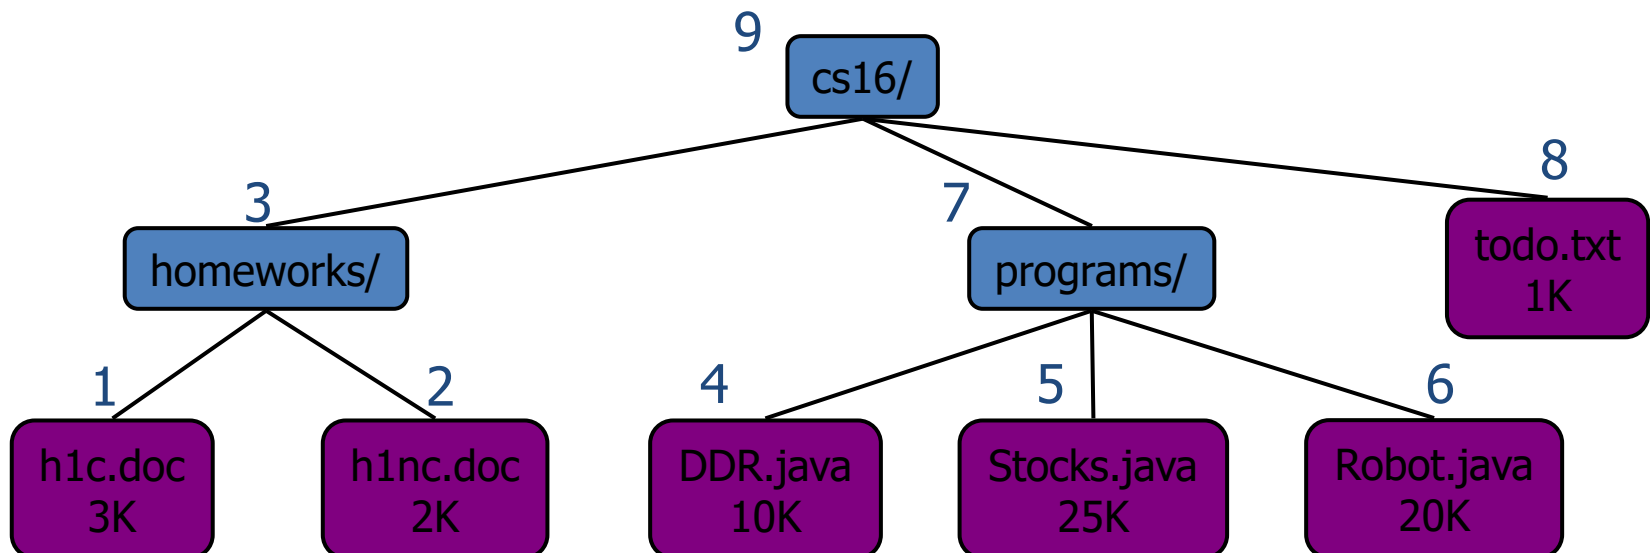 9
cs16/
8
3
7
todo.txt
1K
homeworks/
programs/
1
2
4
5
6
h1c.doc
3K
h1nc.doc
2K
DDR.java
10K
Stocks.java
25K
Robot.java
20K